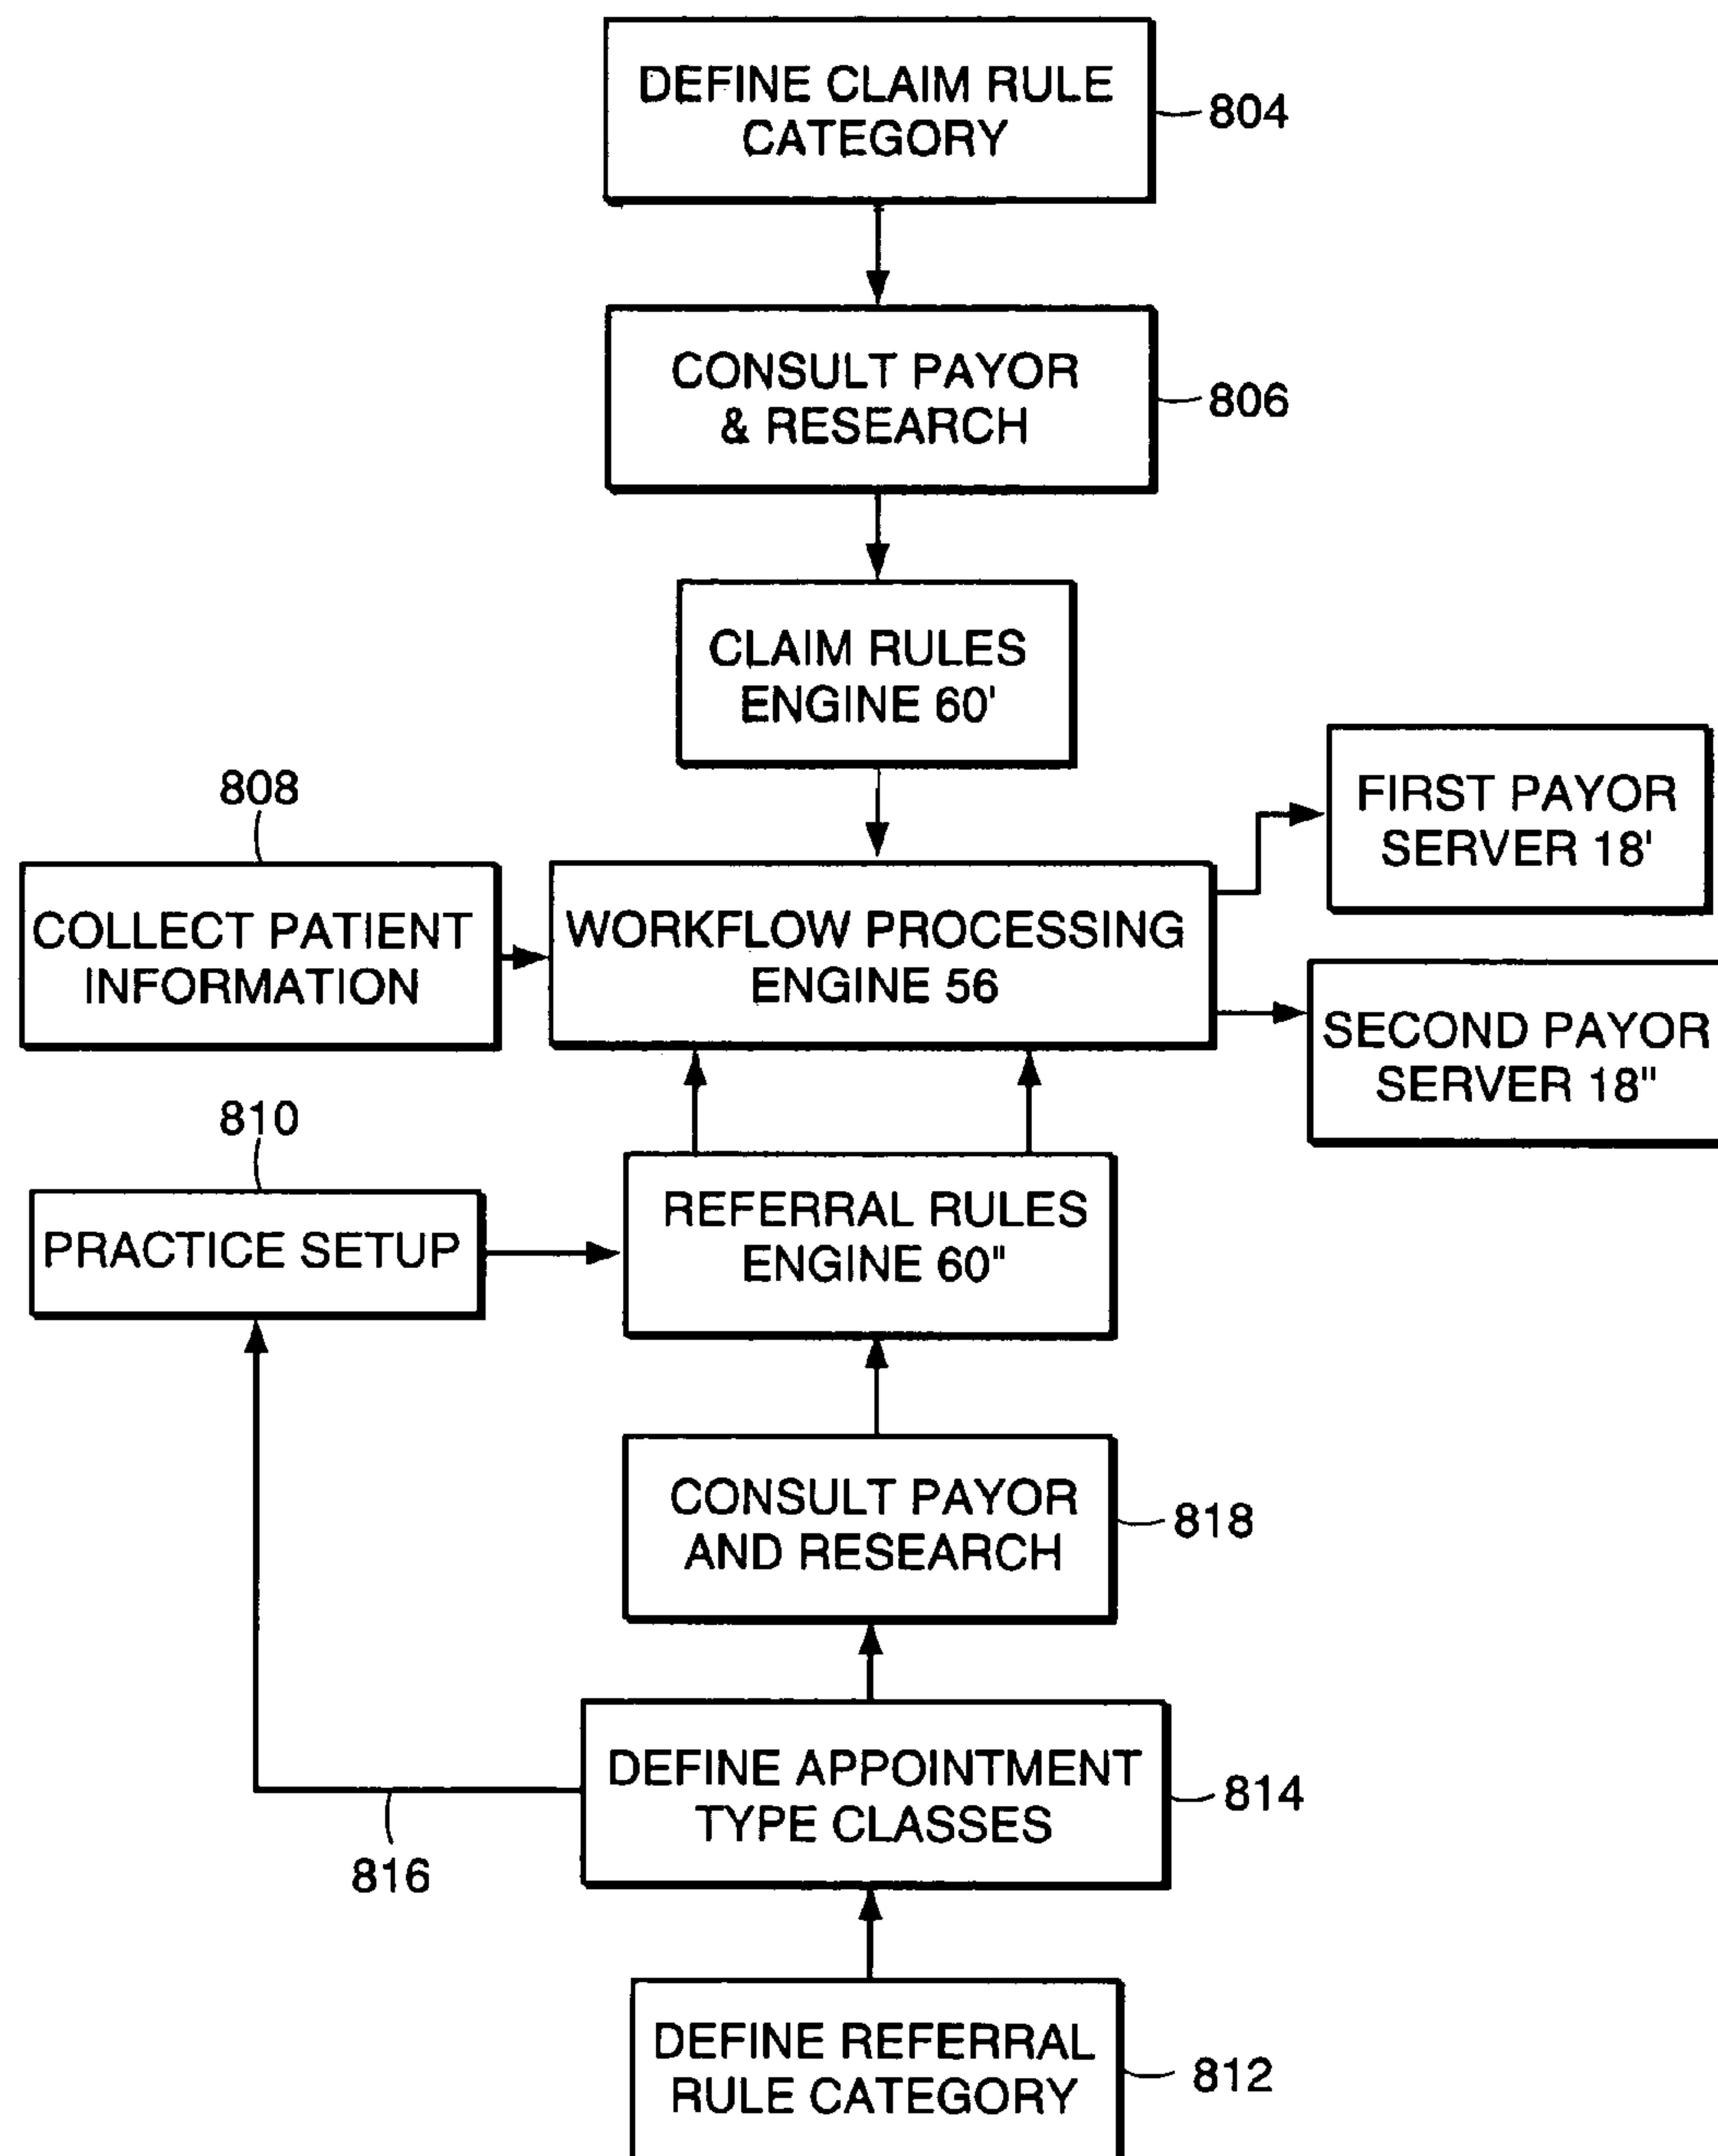 DEFINE CLAIM RULE
CATEGORY
804
CONSULT PAYOR
& RESEARCH
806
CLAIM RULES
ENGINE 60'
FIRST PAYOR
SERVER 18'
808
COLLECT PATIENT
INFORMATION
WORKFLOW PROCESSING
ENGINE 56
SECOND PAYOR
SERVER 18"
810
PRACTICE SETUP
REFERRAL RULES
ENGINE 60"
CONSULT PAYOR
AND RESEARCH
818
DEFINE APPOINTMENT
TYPE CLASSES
814
816
DEFINE REFERRAL
RULE CATEGORY
812